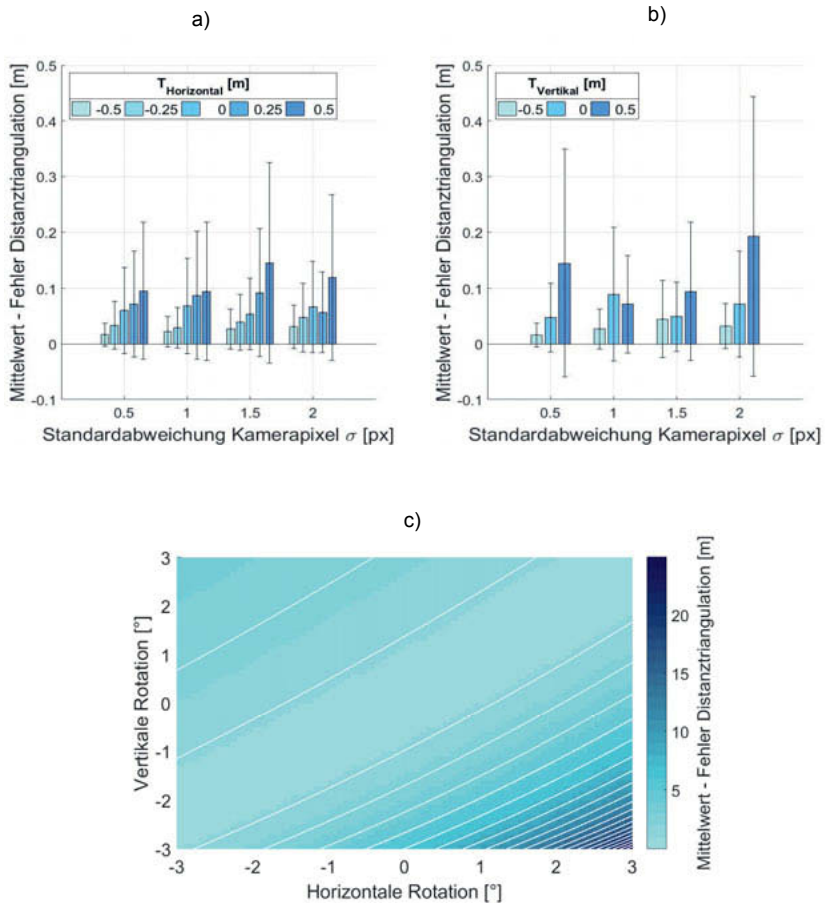 a)
Mittelwert - Fehler Distanztriangulation [m]
0.5
0.4
0.3
0.2
0.1
0
-0.1
T Horizontal [m]
-0.5 -0.25 0 0.25 0.5
0.5 1 1.5 2
Standardabweichung Kamerapixel σ [px]
b)
Mittelwert - Fehler Distanztriangulation [m]
0.5
0.4
0.3
0.2
0.1
0
-0.1
T Vertikal [m]
-0.5 0 0.5
0.5 1 1.5 2
Standardabweichung Kamerapixel σ [px]
c)
Vertikale Rotation [°]
3
2
1
0
-1
-2
-3
-3 -2 -1 0 1 2 3
Horizontale Rotation [°]
20
15
10
5
Mittelwert - Fehler Distanztriangulation [m]